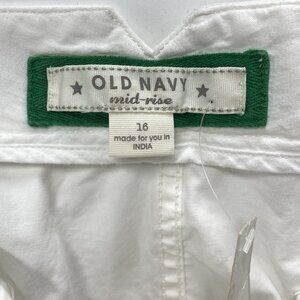 OLD NAVY
mid-rise
16
made for you in
INDIA